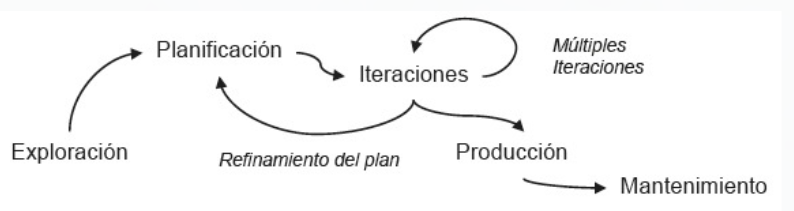 Planificación
Múltiples
Iteraciones
Iteraciones
Exploración
Refinamiento del plan
Producción
Mantenimiento